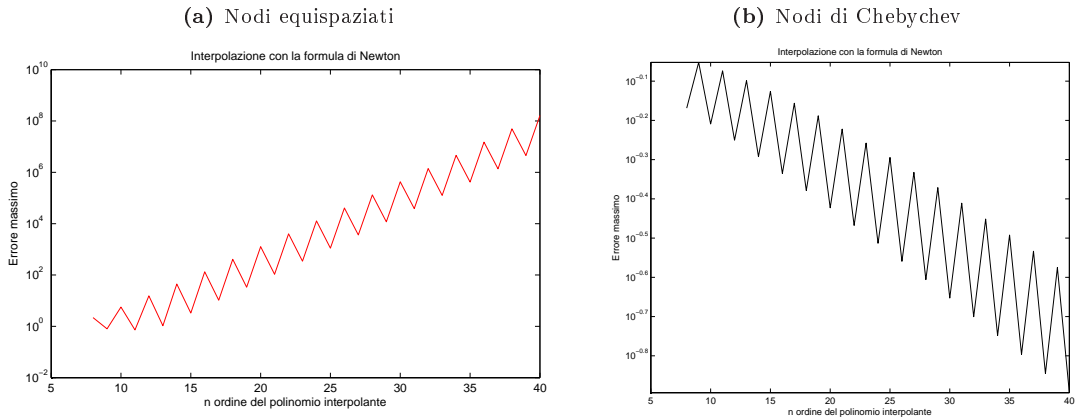 (a) Nodi equispaziati
Interpolazione con la formula di Newton
10^10
10^8
10^6
10^4
10^2
10^0
10^-2
Errore massimo
5 10 15 20 25 30 35 40
n ordine del polinomio interpolante
(b) Nodi di Chebychev
Interpolazione con la formula di Newton
10^-0.1
10^-0.2
10^-0.3
10^-0.4
10^-0.5
10^-0.6
10^-0.7
10^-0.8
Errore massimo
5 10 15 20 25 30 35 40
n ordine del polinomio interpolante